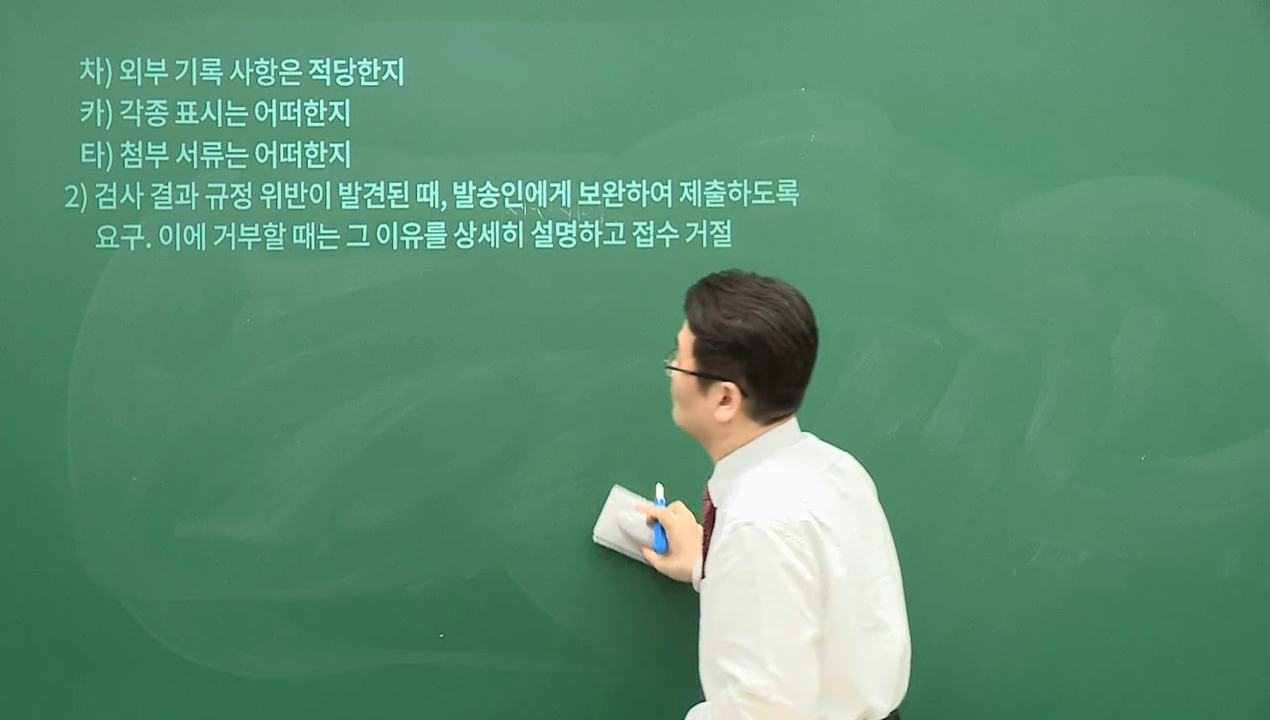 차) 외부 기록 사항은 적당한지
카) 각종 표시는 어떠한지
타) 첨부 서류는 어떠한지
2) 검사 결과 규정 위반이 발견된 때, 발송인에게 보완하여 제출하도록
요구. 이에 거부할 때는 그 이유를 상세히 설명하고 접수 거절